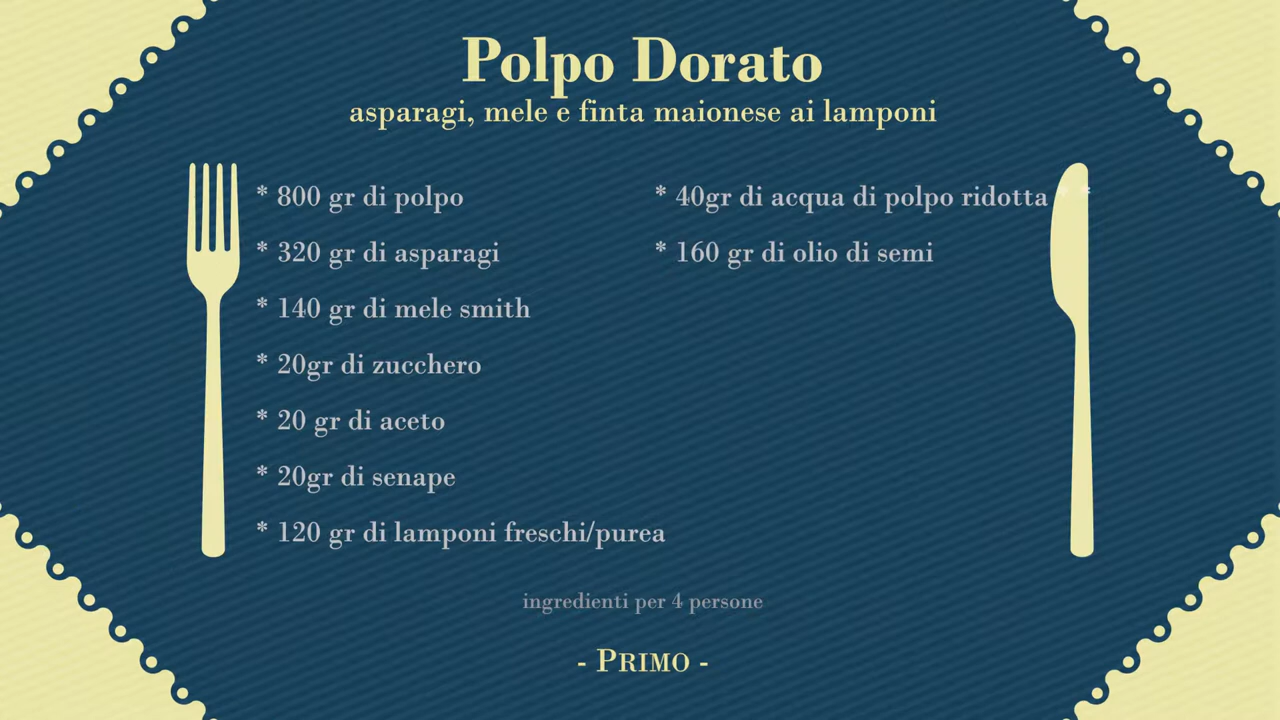 Polpo Dorato
asparagi, mele e finta maionese ai lamponi
* 800 gr di polpo
* 320 gr di asparagi
* 140 gr di mele smith
* 20gr di zucchero
* 20 gr di aceto
* 20gr di senape
* 120 gr di lamponi freschi/purea
* 40gr di acqua di polpo ridotta * *
* 160 gr di olio di semi
ingredienti per 4 persone
- PRIMO -